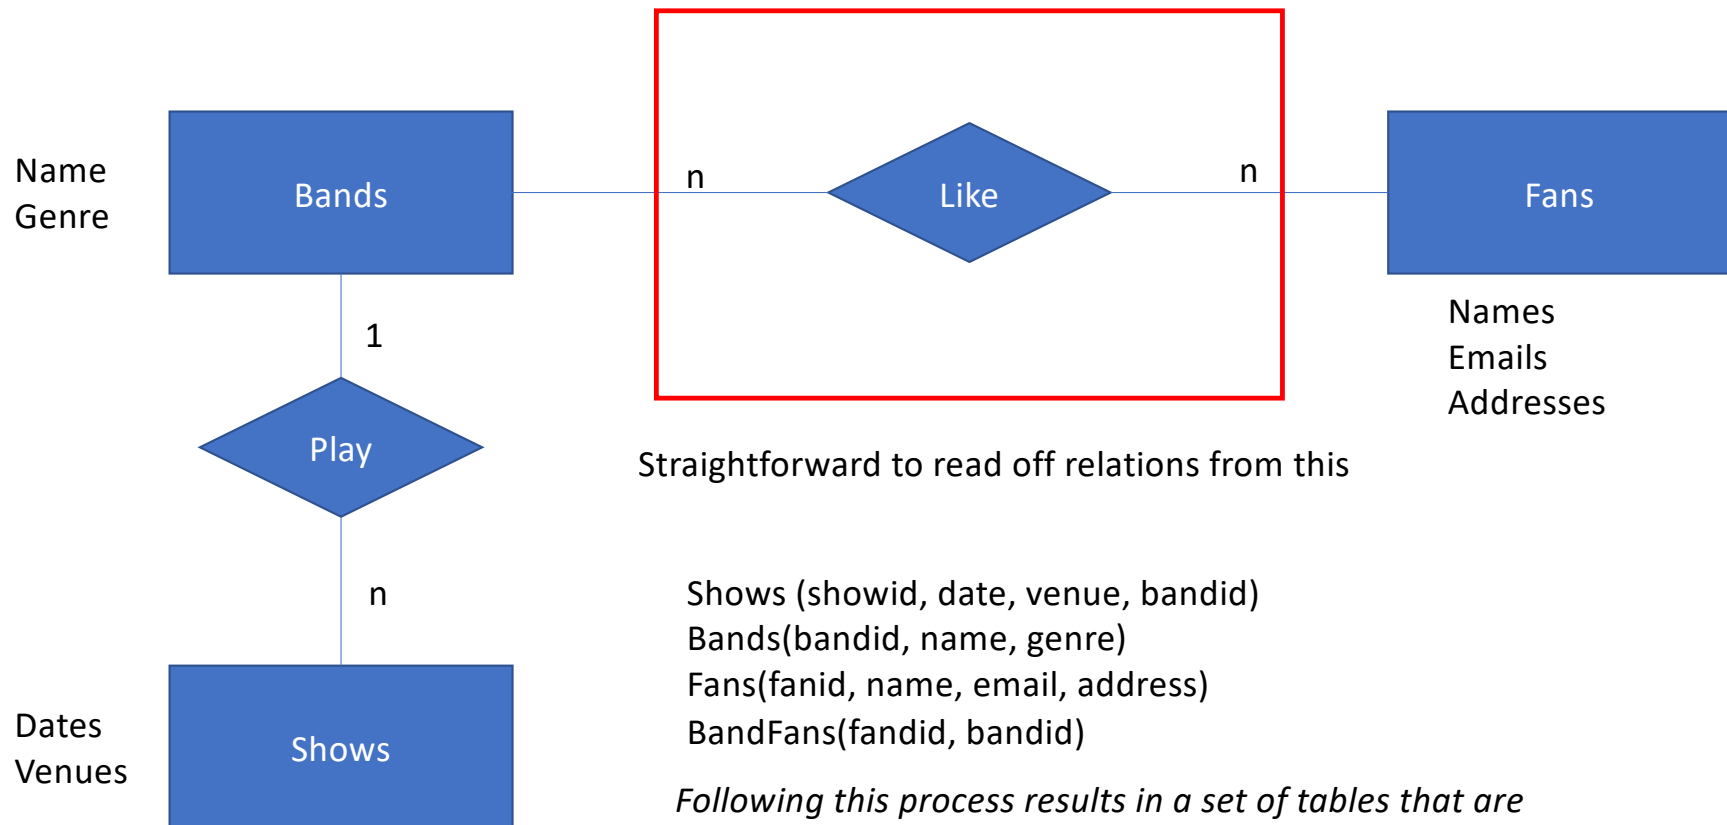 Name
Genre
Bands
n
Like
n
Fans
Names
Emails
Addresses
1
Play
n
Dates
Venues
Shows
Straightforward to read off relations from this
Shows (showid, date, venue, bandid)
Bands(bandid, name, genre)
Fans(fanid, name, email, address)
BandFans(fandid, bandid)
Following this process results in a set of tables that are